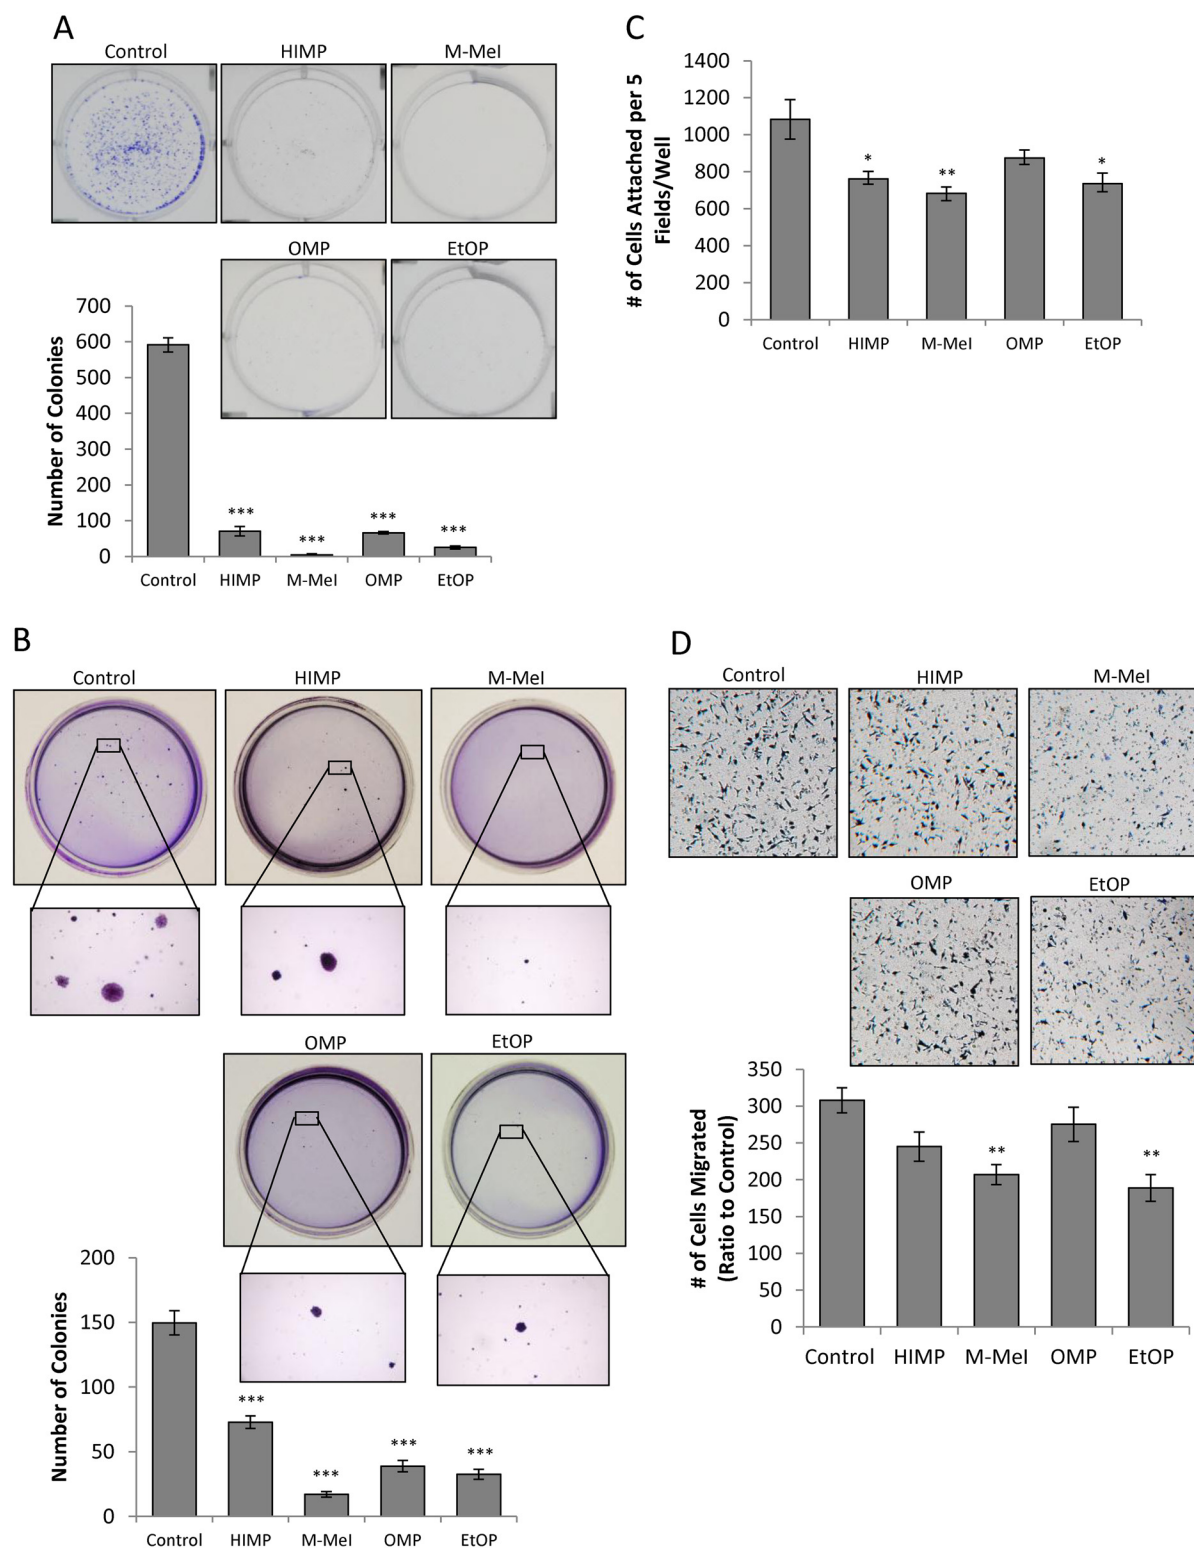 A
Control
HIMP
M-MeI
OMP
EtOP
Number of Colonies
700
600
500
400
300
200
100
0
***
***
***
***
Control
HIMP
M-MeI
OMP
EtOP
C
# of Cells Attached per 5
Fields/Well
1400
1200
1000
800
600
400
200
0
*
**
*
Control
HIMP
M-MeI
OMP
EtOP
B
Control
HIMP
M-MeI
OMP
EtOP
Number of Colonies
200
150
100
50
0
***
***
***
***
Control
HIMP
M-MeI
OMP
EtOP
D
Control
HIMP
M-MeI
OMP
EtOP
# of Cells Migrated
(Ratio to Control)
350
300
250
200
150
100
50
0
**
**
Control
HIMP
M-MeI
OMP
EtOP